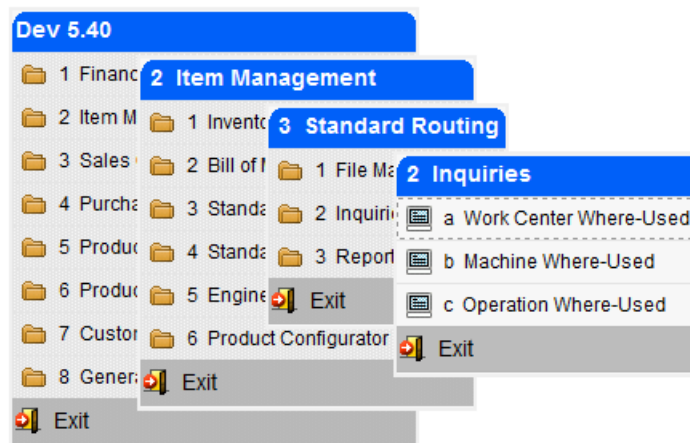 Dev 5.40
1 Financ
2 Item M
3 Sales
4 Purcha
5 Produc
6 Produc
7 Custor
8 Genera
Exit
2 Item Management
1 Invento
2 Bill of M
3 Standa
4 Standa
5 Engine
6 Product Configurator
Exit
3 Standard Routing
1 File Ma
2 Inquirie
3 Report
Exit
2 Inquiries
a Work Center Where-Used
b Machine Where-Used
c Operation Where-Used
Exit